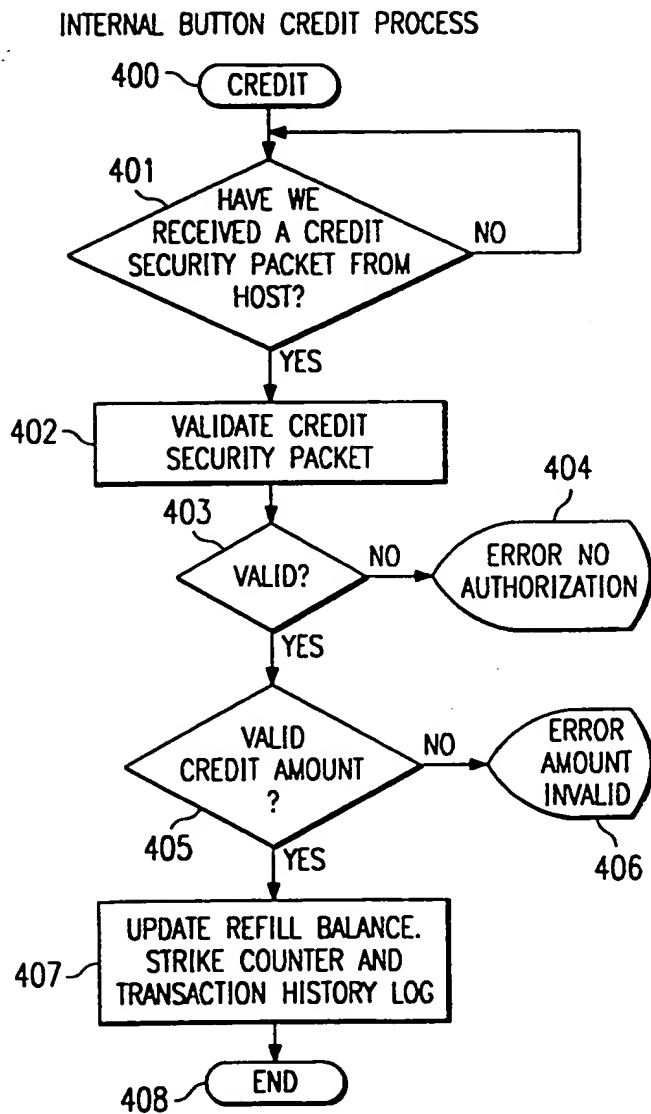 INTERNAL BUTTON CREDIT PROCESS
400
CREDIT
401
HAVE WE
RECEIVED A CREDIT
SECURITY PACKET FROM
HOST?
NO
YES
402
VALIDATE CREDIT
SECURITY PACKET
403
VALID?
NO
404
ERROR NO
AUTHORIZATION
YES
VALID
CREDIT AMOUNT
?
NO
405
ERROR
AMOUNT
INVALID
406
YES
407
UPDATE REFILL BALANCE.
STRIKE COUNTER AND
TRANSACTION HISTORY LOG
END
408